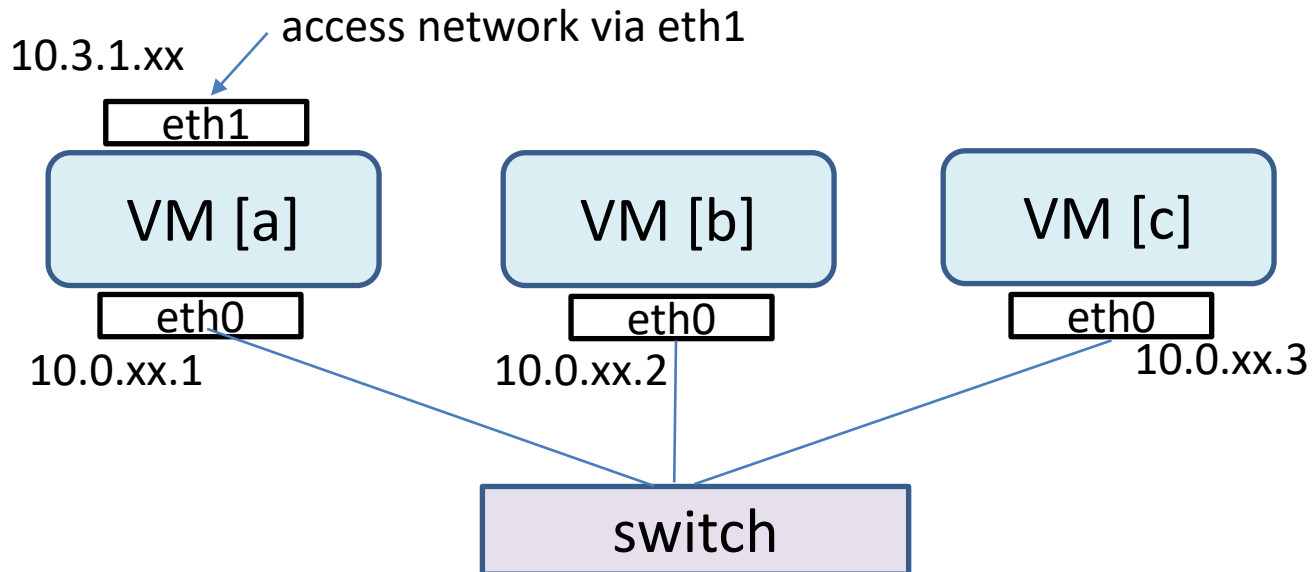 access network via eth1
10.3.1.xx
eth1
VM [a]
VM [b]
VM [c]
eth0
eth0
eth0
10.0.xx.1
10.0.xx.2
10.0.xx.3
switch